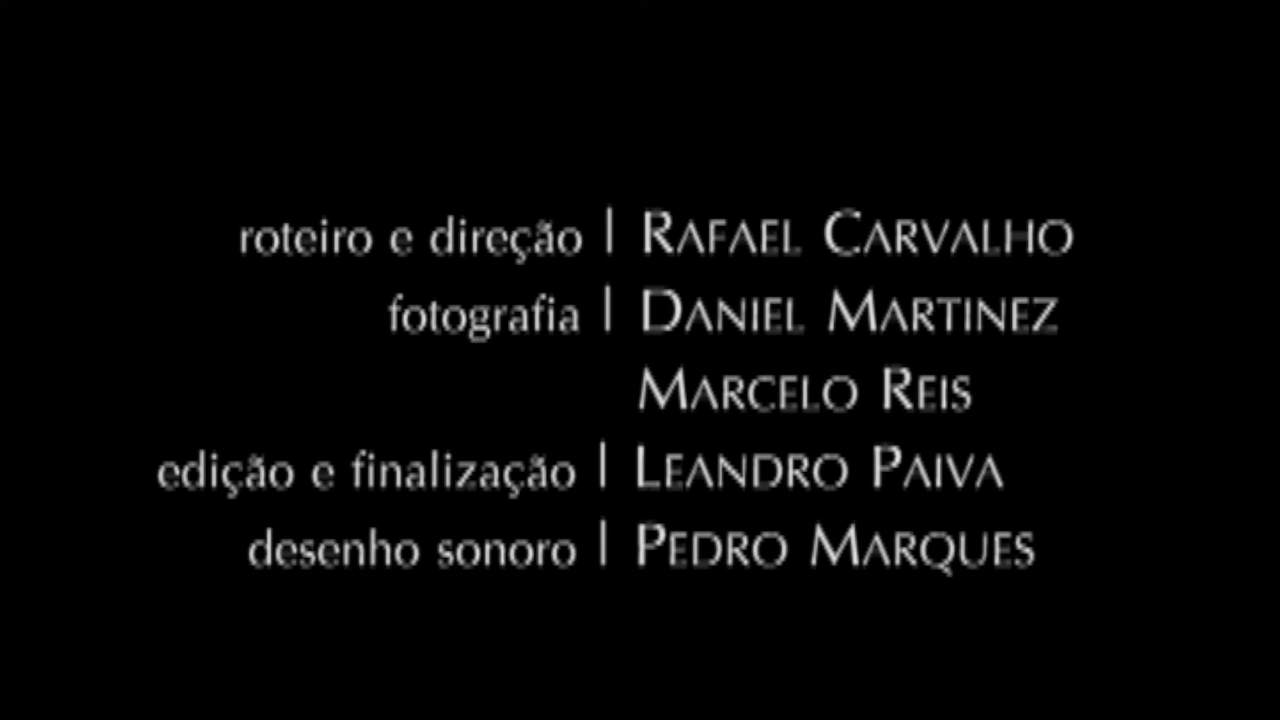 roteiro e direção | RAFAEL CARVALHO
fotografia | DANIEL MARTINEZ
MARCELO REIS
edição e finalização | LEANDRO PAIVA
desenho sonoro | PEDRO MARQUES